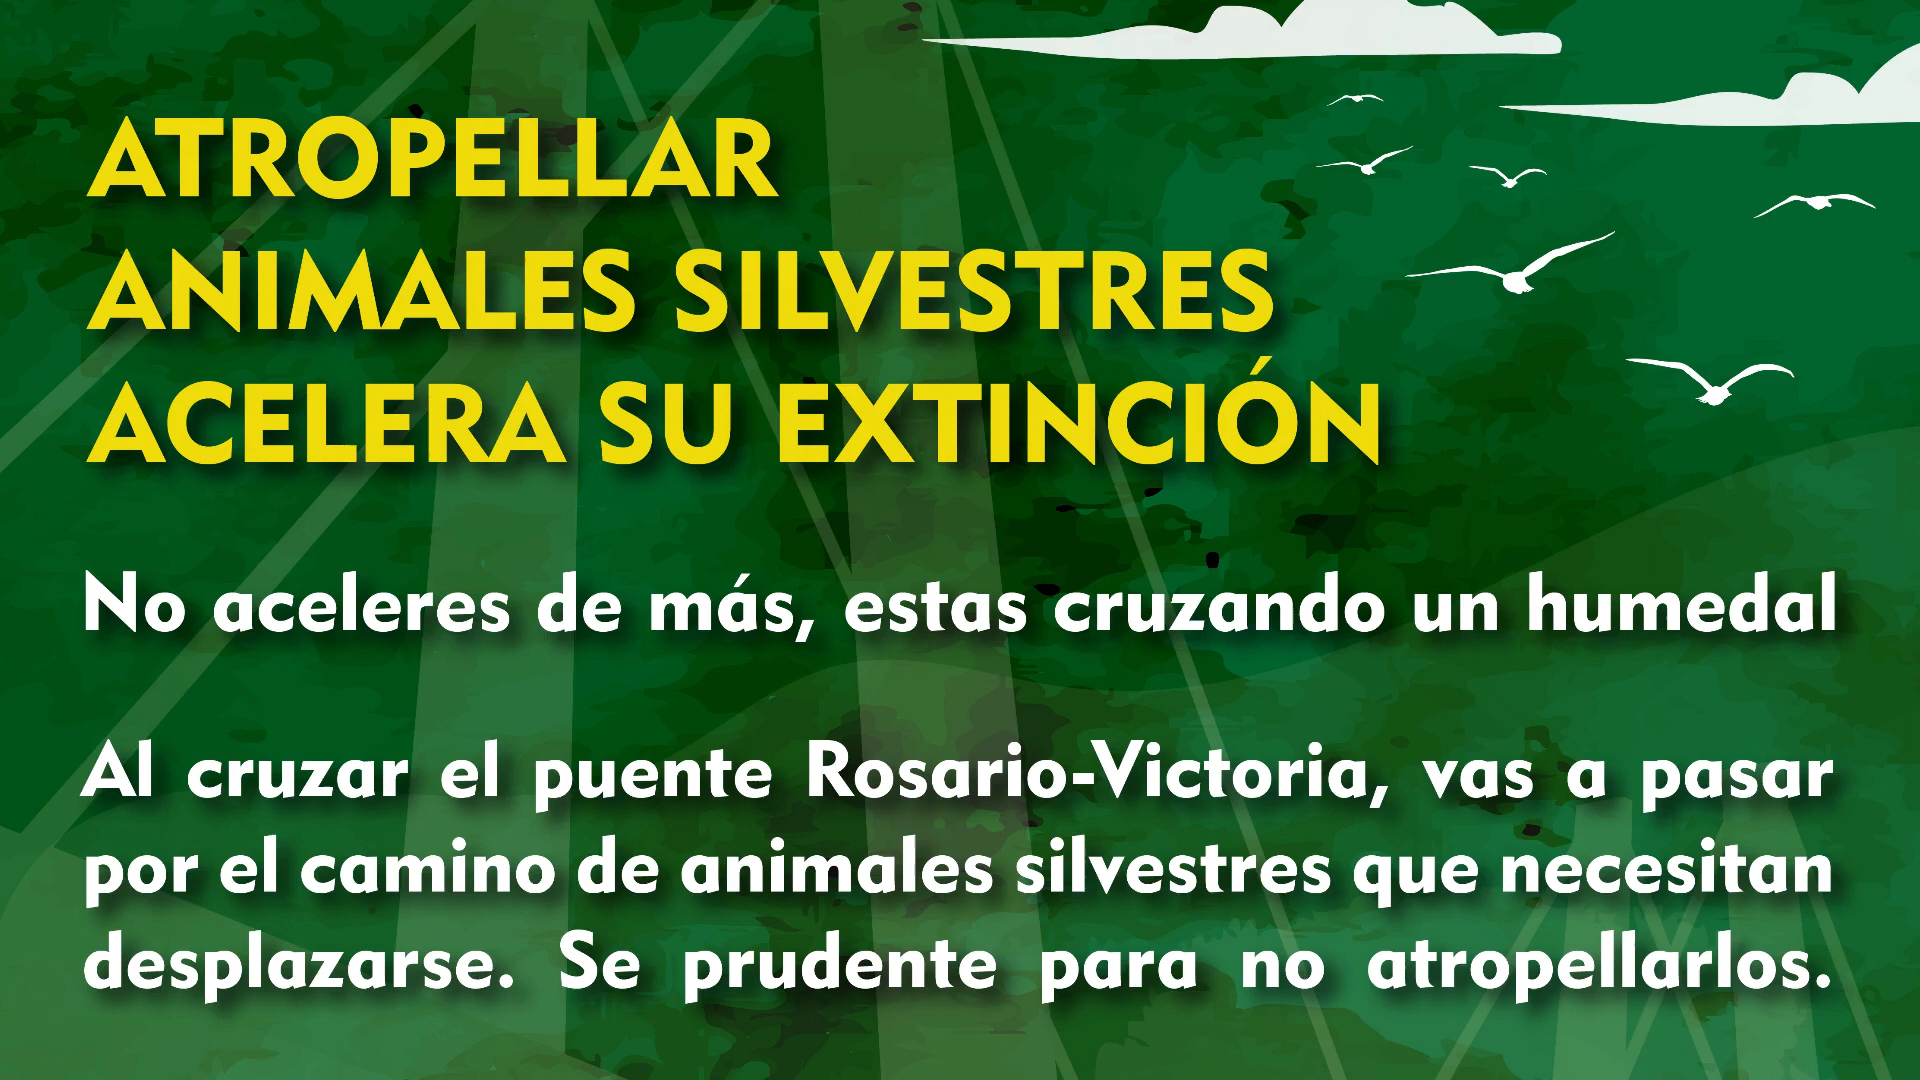 ATROPELLAR
ANIMALES SILVESTRES
ACELERA SU EXTINCIÓN
No aceleres de más, estas cruzando un humedal
Al cruzar el puente Rosario-Victoria, vas a pasar
por el camino de animales silvestres que necesitan
desplazarse. Se prudente para no atropellarlos.